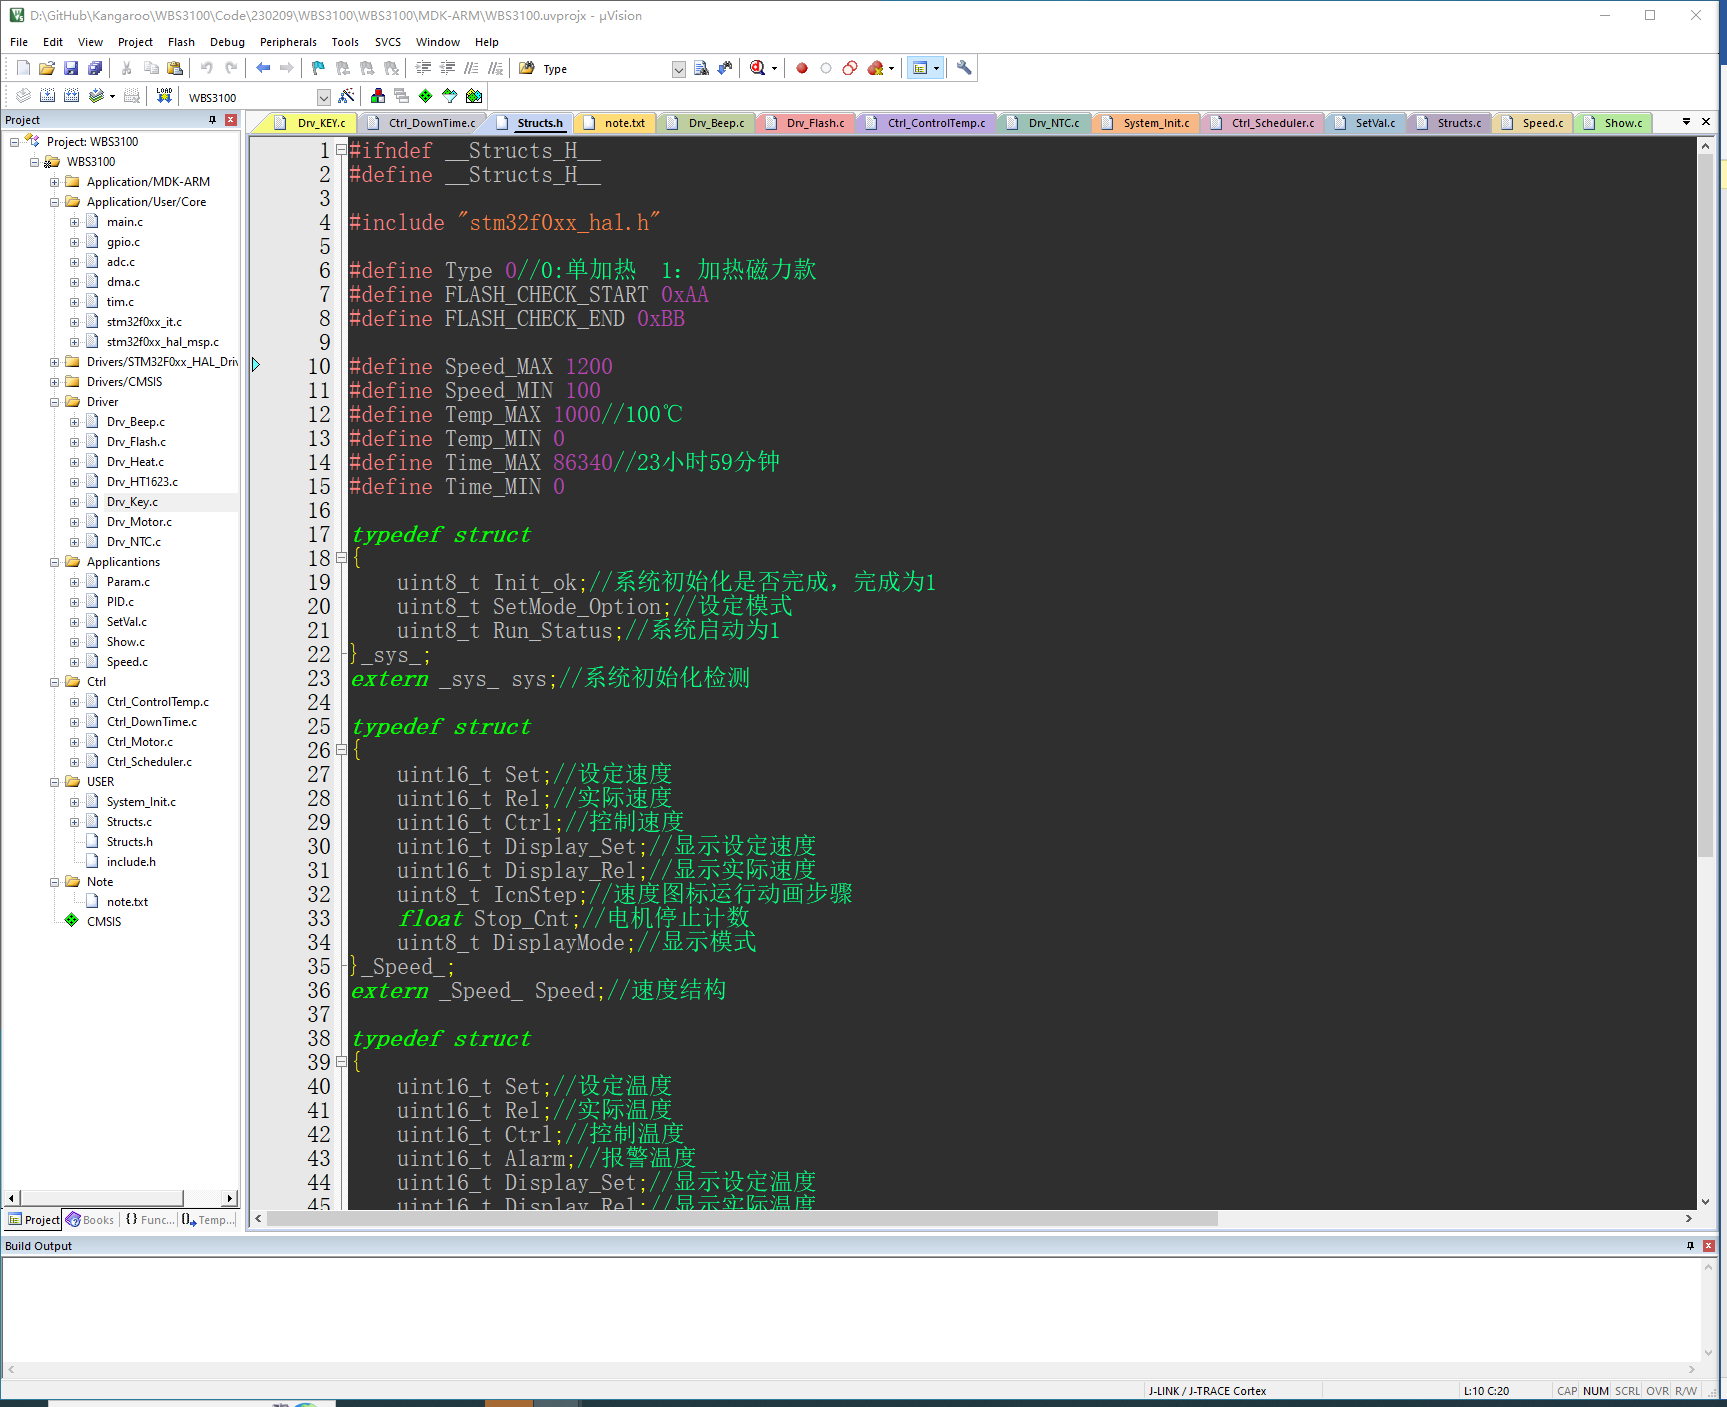 D:\GitHub\Kangaroo\WBS3100\Code\230209\WBS3100\WBS3100\MDK-ARM\WBS3100.uvprojx - µVision
File Edit View Project Flash Debug Peripherals Tools SVCS Window Help
Type
LOAD WBS3100
Project
Project: WBS3100
WBS3100
Application/MDK-ARM
Application/User/Core
main.c
gpio.c
adc.c
dma.c
tim.c
stm32f0xx_it.c
stm32f0xx_hal_msp.c
Drivers/STM32F0xx_HAL_Driv
Drivers/CMSIS
Driver
Drv_Beep.c
Drv_Flash.c
Drv_Heat.c
Drv_HT1623.c
Drv_Key.c
Drv_Motor.c
Drv_NTC.c
Applicantions
Param.c
PID.c
SetVal.c
Show.c
Speed.c
Ctrl
Ctrl_ControlTemp.c
Ctrl_DownTime.c
Ctrl_Motor.c
Ctrl_Scheduler.c
USER
System_Init.c
Structs.c
Structs.h
include.h
Note
note.txt
CMSIS
Project Books {} Func... Temp...
Drv_KEY.c Ctrl_DownTime.c Structs.h note.txt Drv_Beep.c Drv_Flash.c Ctrl_ControlTemp.c Drv_NTC.c System_Init.c Ctrl_Scheduler.c SetVal.c Structs.c Speed.c Show.c
1 #ifndef __Structs_H__
2 #define __Structs_H__
3
4 #include "stm32f0xx_hal.h"
5
6 #define Type 0//0:单加热  1：加热磁力款
7 #define FLASH_CHECK_START 0xAA
8 #define FLASH_CHECK_END 0xBB
9
10 #define Speed_MAX 1200
11 #define Speed_MIN 100
12 #define Temp_MAX 1000//100℃
13 #define Temp_MIN 0
14 #define Time_MAX 86340//23小时59分钟
15 #define Time_MIN 0
16
17 typedef struct
18 {
19 uint8_t Init_ok;//系统初始化是否完成，完成为1
20 uint8_t SetMode_Option;//设定模式
21 uint8_t Run_Status;//系统启动为1
22 }_sys_;
23 extern _sys_ sys;//系统初始化检测
24
25 typedef struct
26 {
27 uint16_t Set;//设定速度
28 uint16_t Rel;//实际速度
29 uint16_t Ctrl;//控制速度
30 uint16_t Display_Set;//显示设定速度
31 uint16_t Display_Rel;//显示实际速度
32 uint8_t IcnStep;//速度图标运行动画步骤
33 float Stop_Cnt;//电机停止计数
34 uint8_t DisplayMode;//显示模式
35 }_Speed_;
36 extern _Speed_ Speed;//速度结构
37
38 typedef struct
39 {
40 uint16_t Set;//设定温度
41 uint16_t Rel;//实际温度
42 uint16_t Ctrl;//控制温度
43 uint16_t Alarm;//报警温度
44 uint16_t Display_Set;//显示设定温度
45 uint16_t Display_Rel;//显示实际温度
Build Output
J-LINK / J-TRACE Cortex L:10 C:20 CAP NUM SCRL OVR R/W